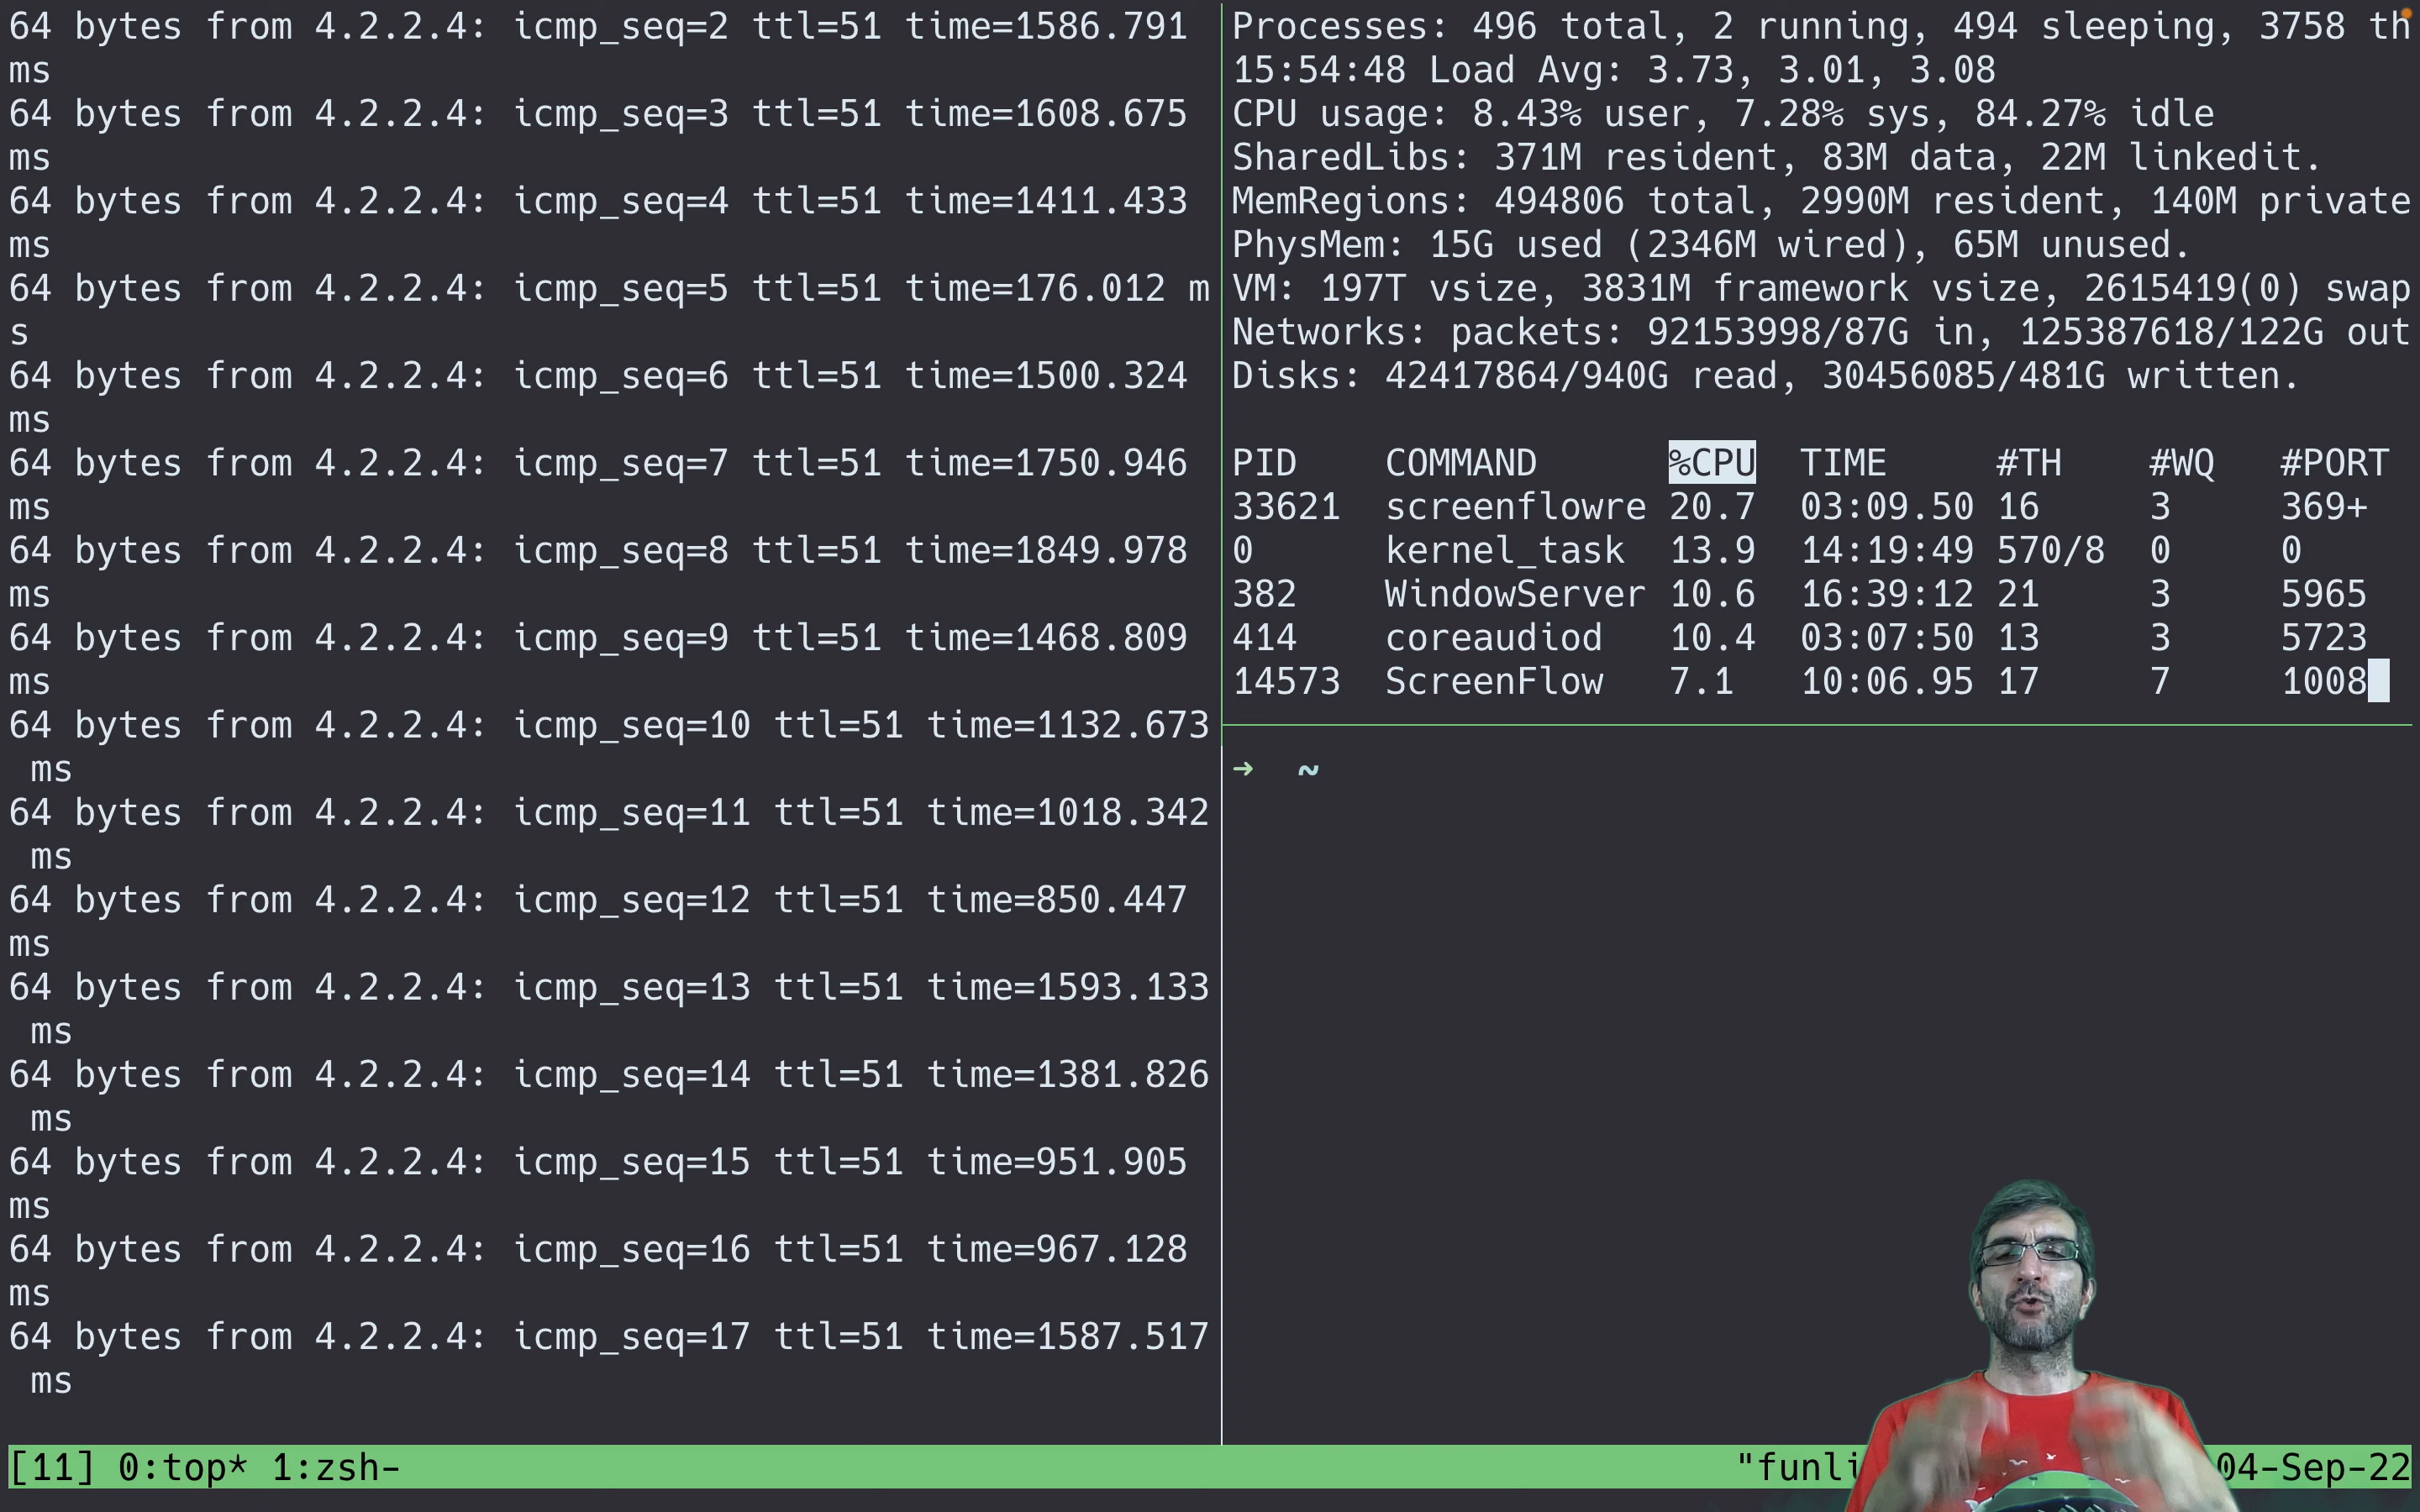 64 bytes from 4.2.2.4: icmp_seq=2 ttl=51 time=1586.791
ms
64 bytes from 4.2.2.4: icmp_seq=3 ttl=51 time=1608.675
ms
64 bytes from 4.2.2.4: icmp_seq=4 ttl=51 time=1411.433
ms
64 bytes from 4.2.2.4: icmp_seq=5 ttl=51 time=176.012 m
s
64 bytes from 4.2.2.4: icmp_seq=6 ttl=51 time=1500.324
ms
64 bytes from 4.2.2.4: icmp_seq=7 ttl=51 time=1750.946
ms
64 bytes from 4.2.2.4: icmp_seq=8 ttl=51 time=1849.978
ms
64 bytes from 4.2.2.4: icmp_seq=9 ttl=51 time=1468.809
ms
64 bytes from 4.2.2.4: icmp_seq=10 ttl=51 time=1132.673
ms
64 bytes from 4.2.2.4: icmp_seq=11 ttl=51 time=1018.342
ms
64 bytes from 4.2.2.4: icmp_seq=12 ttl=51 time=850.447
ms
64 bytes from 4.2.2.4: icmp_seq=13 ttl=51 time=1593.133
ms
64 bytes from 4.2.2.4: icmp_seq=14 ttl=51 time=1381.826
ms
64 bytes from 4.2.2.4: icmp_seq=15 ttl=51 time=951.905
ms
64 bytes from 4.2.2.4: icmp_seq=16 ttl=51 time=967.128
ms
64 bytes from 4.2.2.4: icmp_seq=17 ttl=51 time=1587.517
ms
Processes: 496 total, 2 running, 494 sleeping, 3758 th
15:54:48 Load Avg: 3.73, 3.01, 3.08
CPU usage: 8.43% user, 7.28% sys, 84.27% idle
SharedLibs: 371M resident, 83M data, 22M linkedit.
MemRegions: 494806 total, 2990M resident, 140M private
PhysMem: 15G used (2346M wired), 65M unused.
VM: 197T vsize, 3831M framework vsize, 2615419(0) swap
Networks: packets: 92153998/87G in, 125387618/122G out
Disks: 42417864/940G read, 30456085/481G written.
PID COMMAND %CPU TIME #TH #WQ #PORT
33621 screenflowre 20.7 03:09.50 16 3 369+
0 kernel_task 13.9 14:19:49 570/8 0 0
382 WindowServer 10.6 16:39:12 21 3 5965
414 coreaudiod 10.4 03:07:50 13 3 5723
14573 ScreenFlow 7.1 10:06.95 17 7 1008
➜ ~
[11] 0:top* 1:zsh- 04-Sep-22